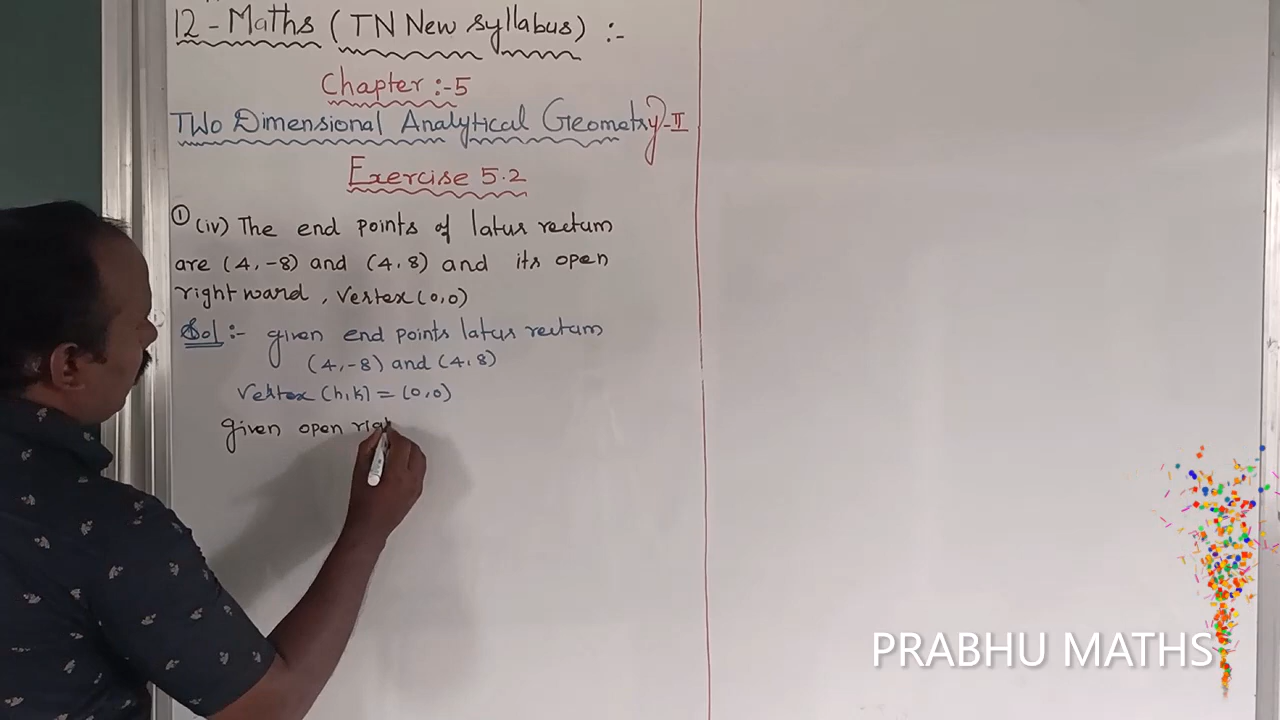 12 - Maths ( TN New syllabus) :-
Chapter :- 5
TWO Dimensional Analytical Geometry-II
Exercise 5.2
① (iv) The end points of latus rectum
are (4,-8) and (4,8) and its open
rightward, Vertex (0,0)
Sol :- given end points latus rectum
(4,-8) and (4,8)
Vertex (h,k) = (0,0)
given open rig
PRABHU MATHS